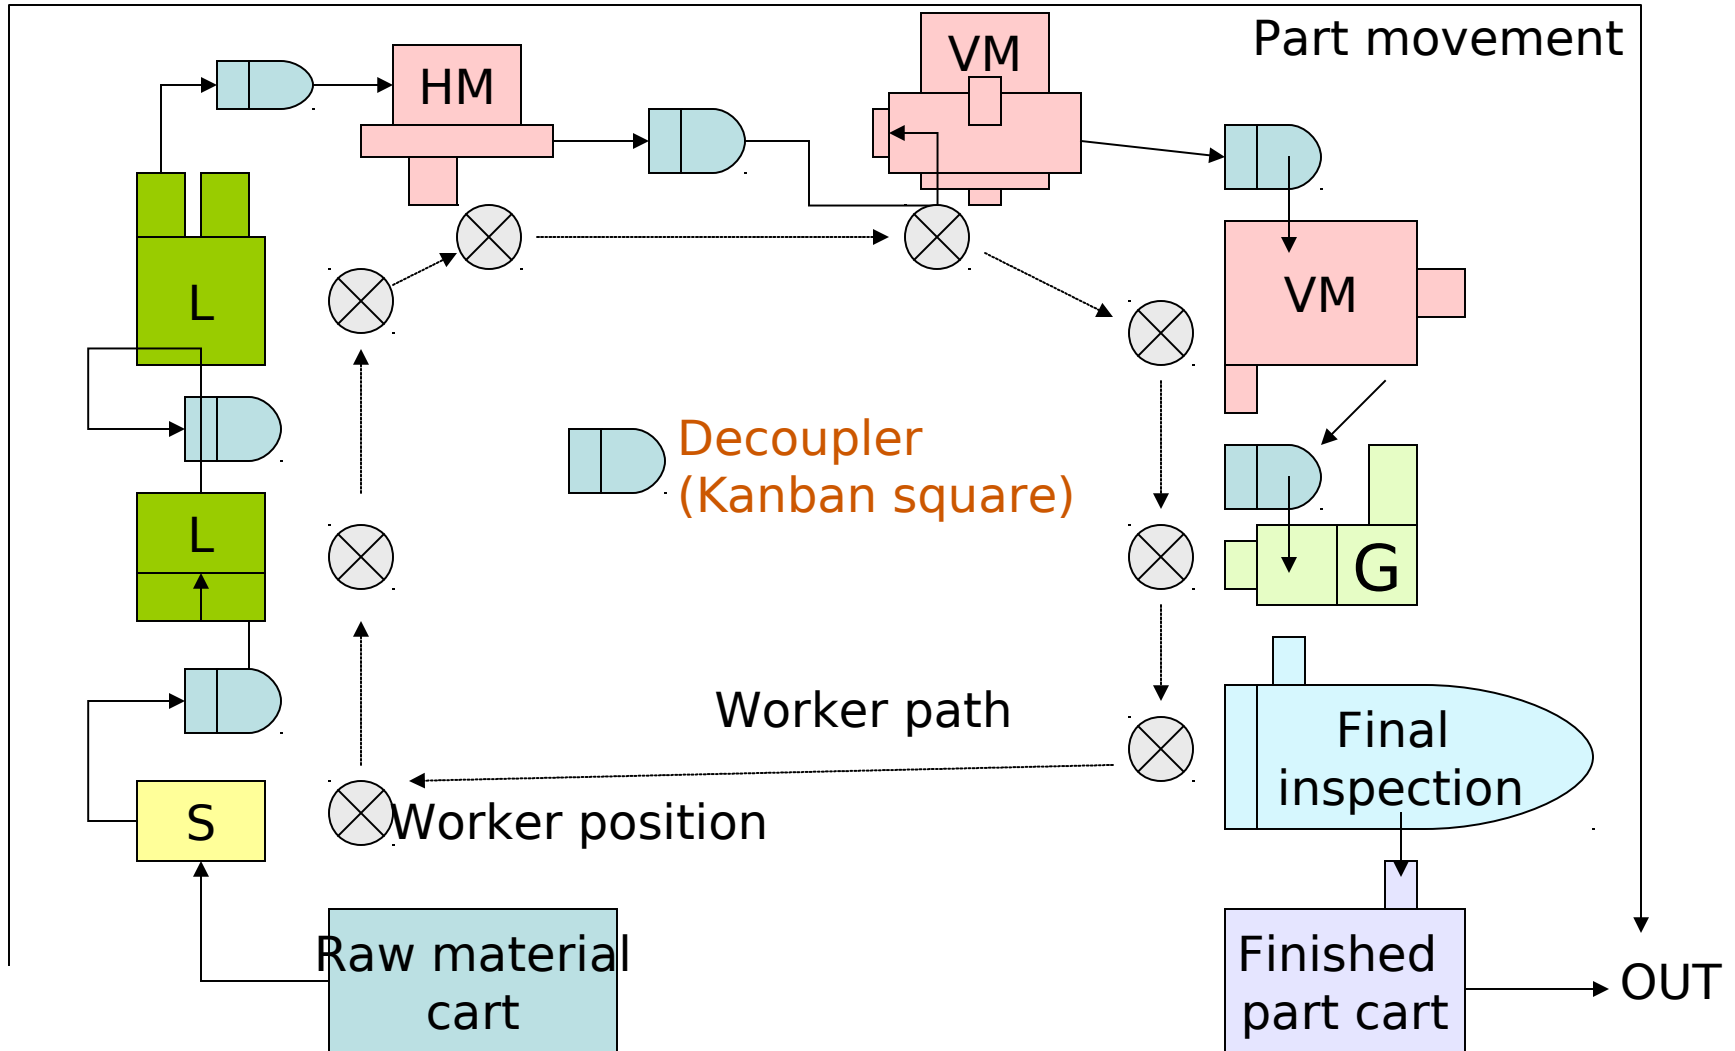 Part movement
VM
HM
L
VM
Decoupler
(Kanban square)
L
G
Worker path
Final
inspection
S
Worker position
Raw material
cart
Finished
part cart
OUT